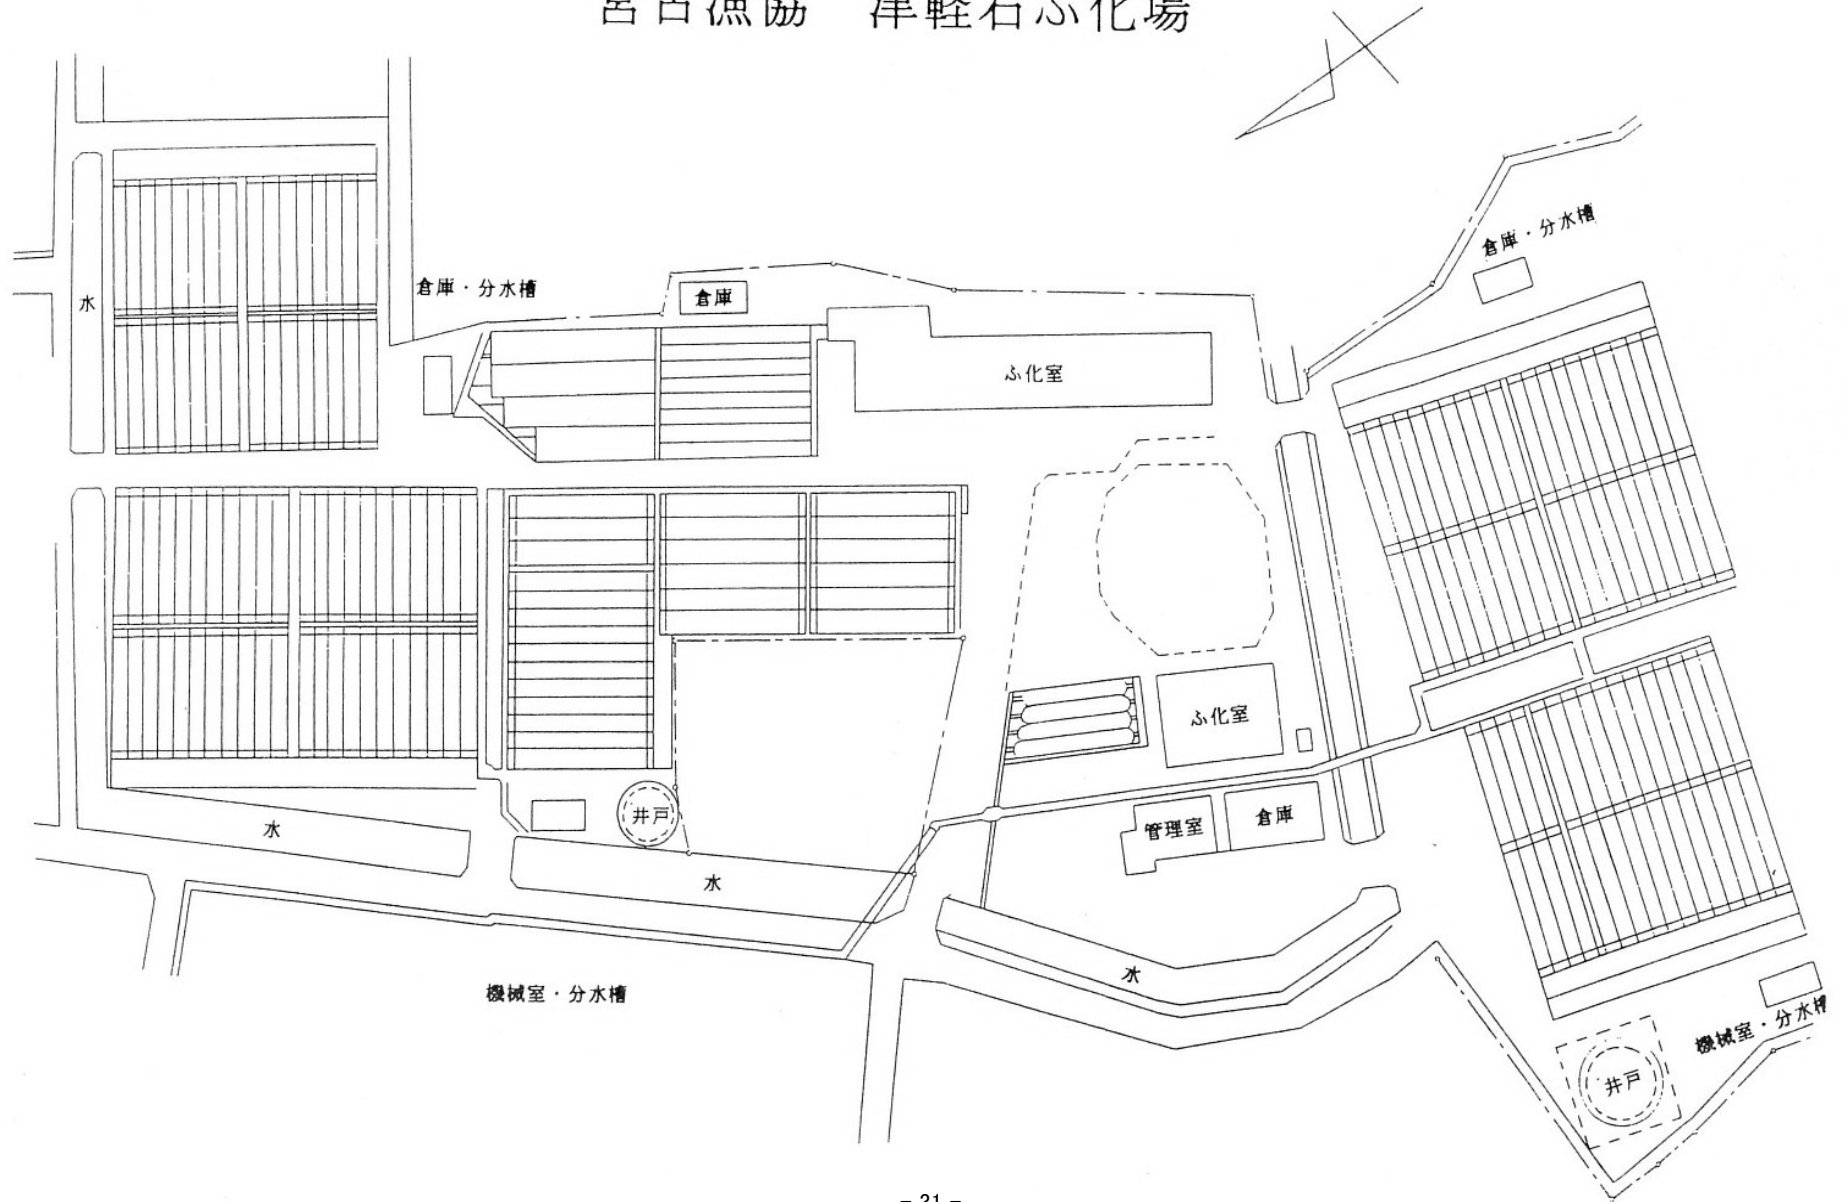 宮古漁協　津軽石ふ化場
倉庫・分水槽
倉庫・分水槽
倉庫
水
ふ化室
ふ化室
井戸
管理室
倉庫
水
水
水
機械室・分水槽
機械室・分水槽
井戸
- 31 -